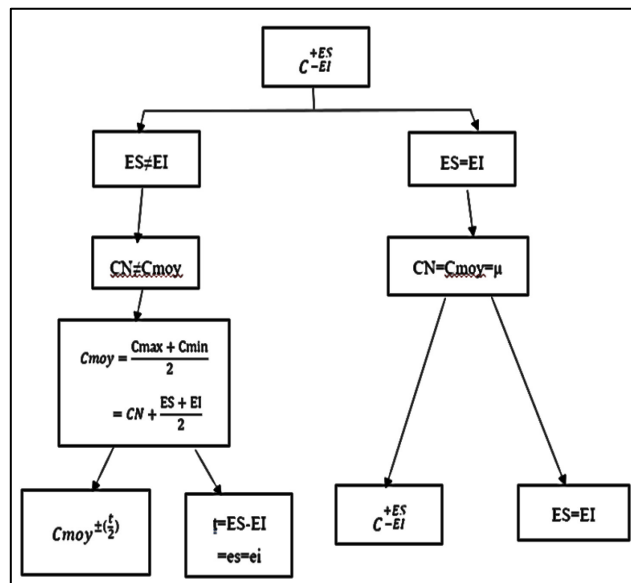 C +ES -EI
ES≠EI
ES=EI
CN≠Cmoy
CN=Cmoy=μ
Cmoy = (Cmax + Cmin)/2
= CN + (ES + EI)/2
Cmoy ±(t/2)
t=ES-EI
=es=ei
C +ES -EI
ES=EI